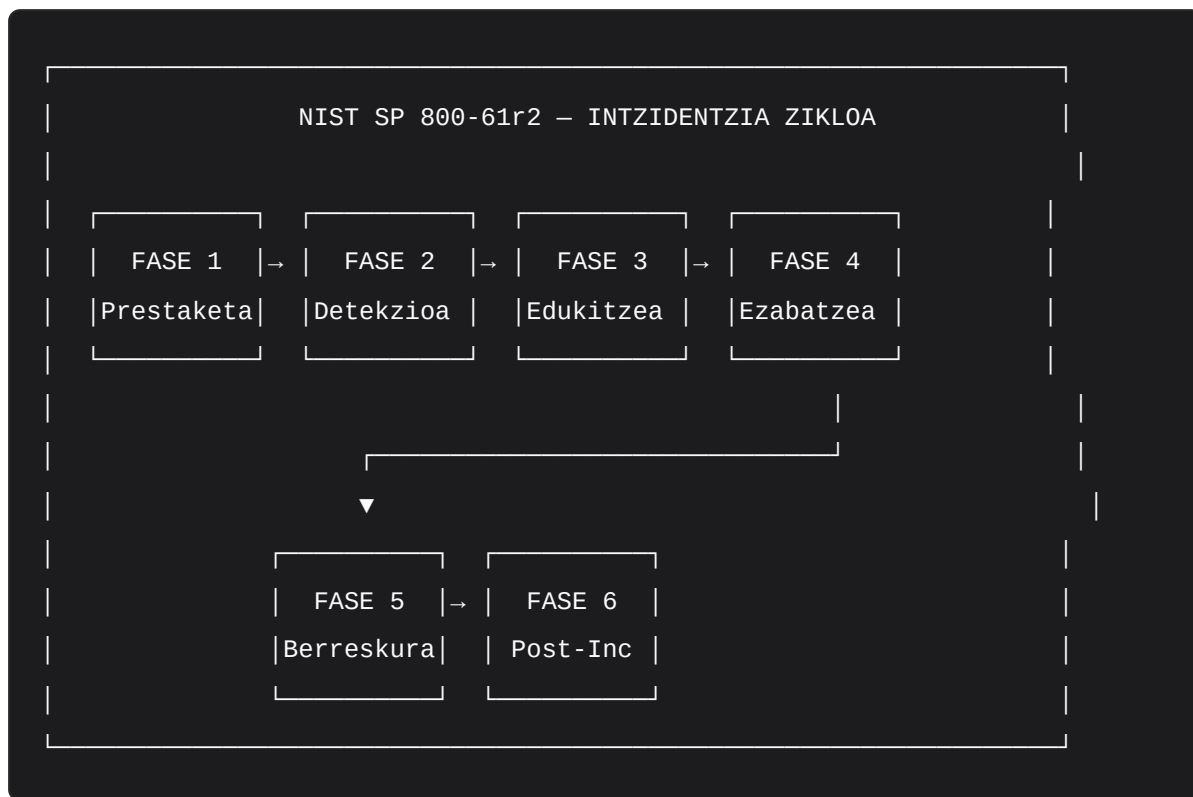 NIST SP 800-61r2 — INTZIDENTZIA ZIKLOA
FASE 1 → FASE 2 → FASE 3 → FASE 4
Prestaketa Detekzioa Edukitzea Ezabatzea
▼
FASE 5 → FASE 6
Berreskura Post-Inc